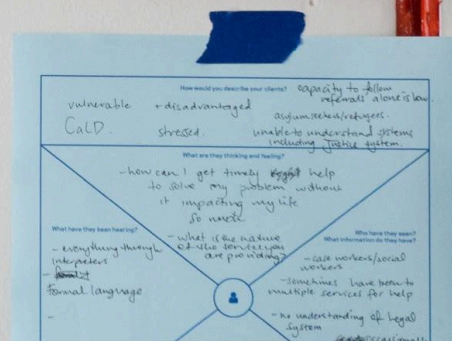 How would you describe your clients?
capacity to follow
referrals alone is low.
vulnerable + disadvantaged
asylum seekers/refugees.
CaLD. stressed.
unable to understand systems
including justice system.
What are they thinking and feeling?
- how can I get timely help
to solve my problem without
it impacting my life
so much
- what is the nature
of the service you
are providing?
What have they been hearing?
- everything through
interpreters
-
formal language
-
Who have they seen?
What information do they have?
- case workers/social
workers
- sometimes have been to
multiple services for help
- no understanding of legal
system